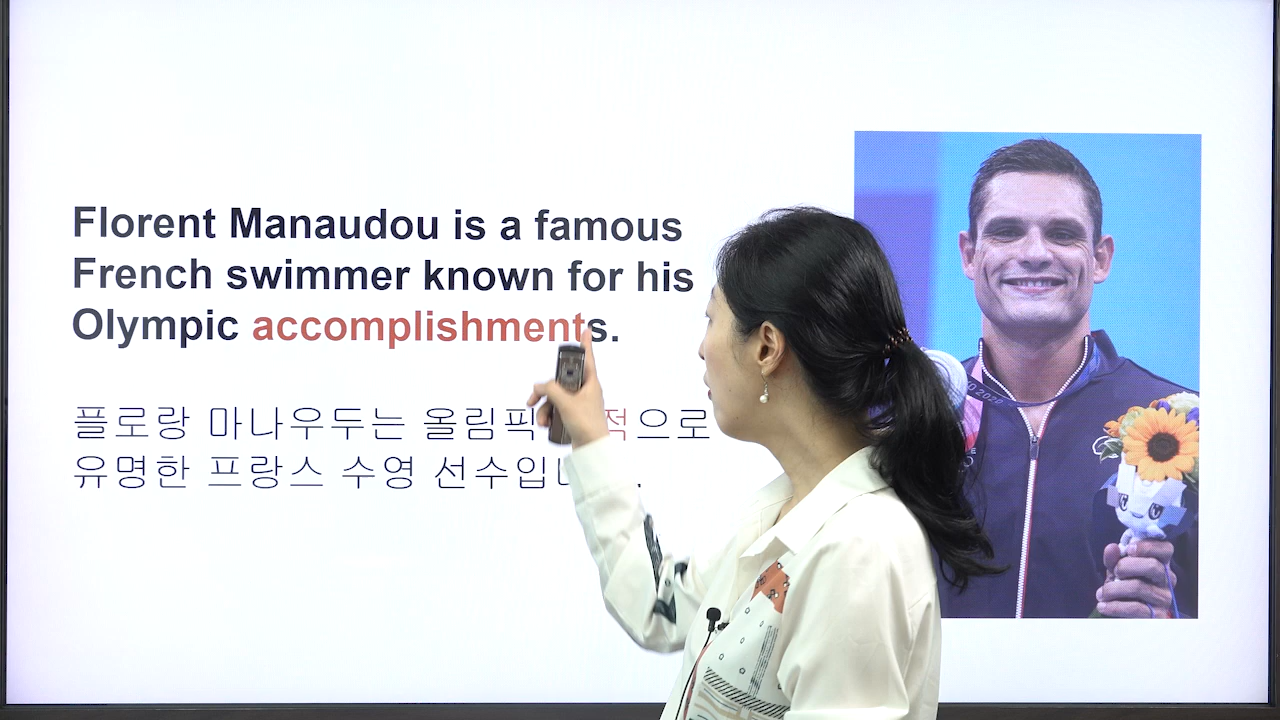 Florent Manaudou is a famous
French swimmer known for his
Olympic accomplishments.
플로랑 마나우두는 올림픽 적으로
유명한 프랑스 수영 선수입